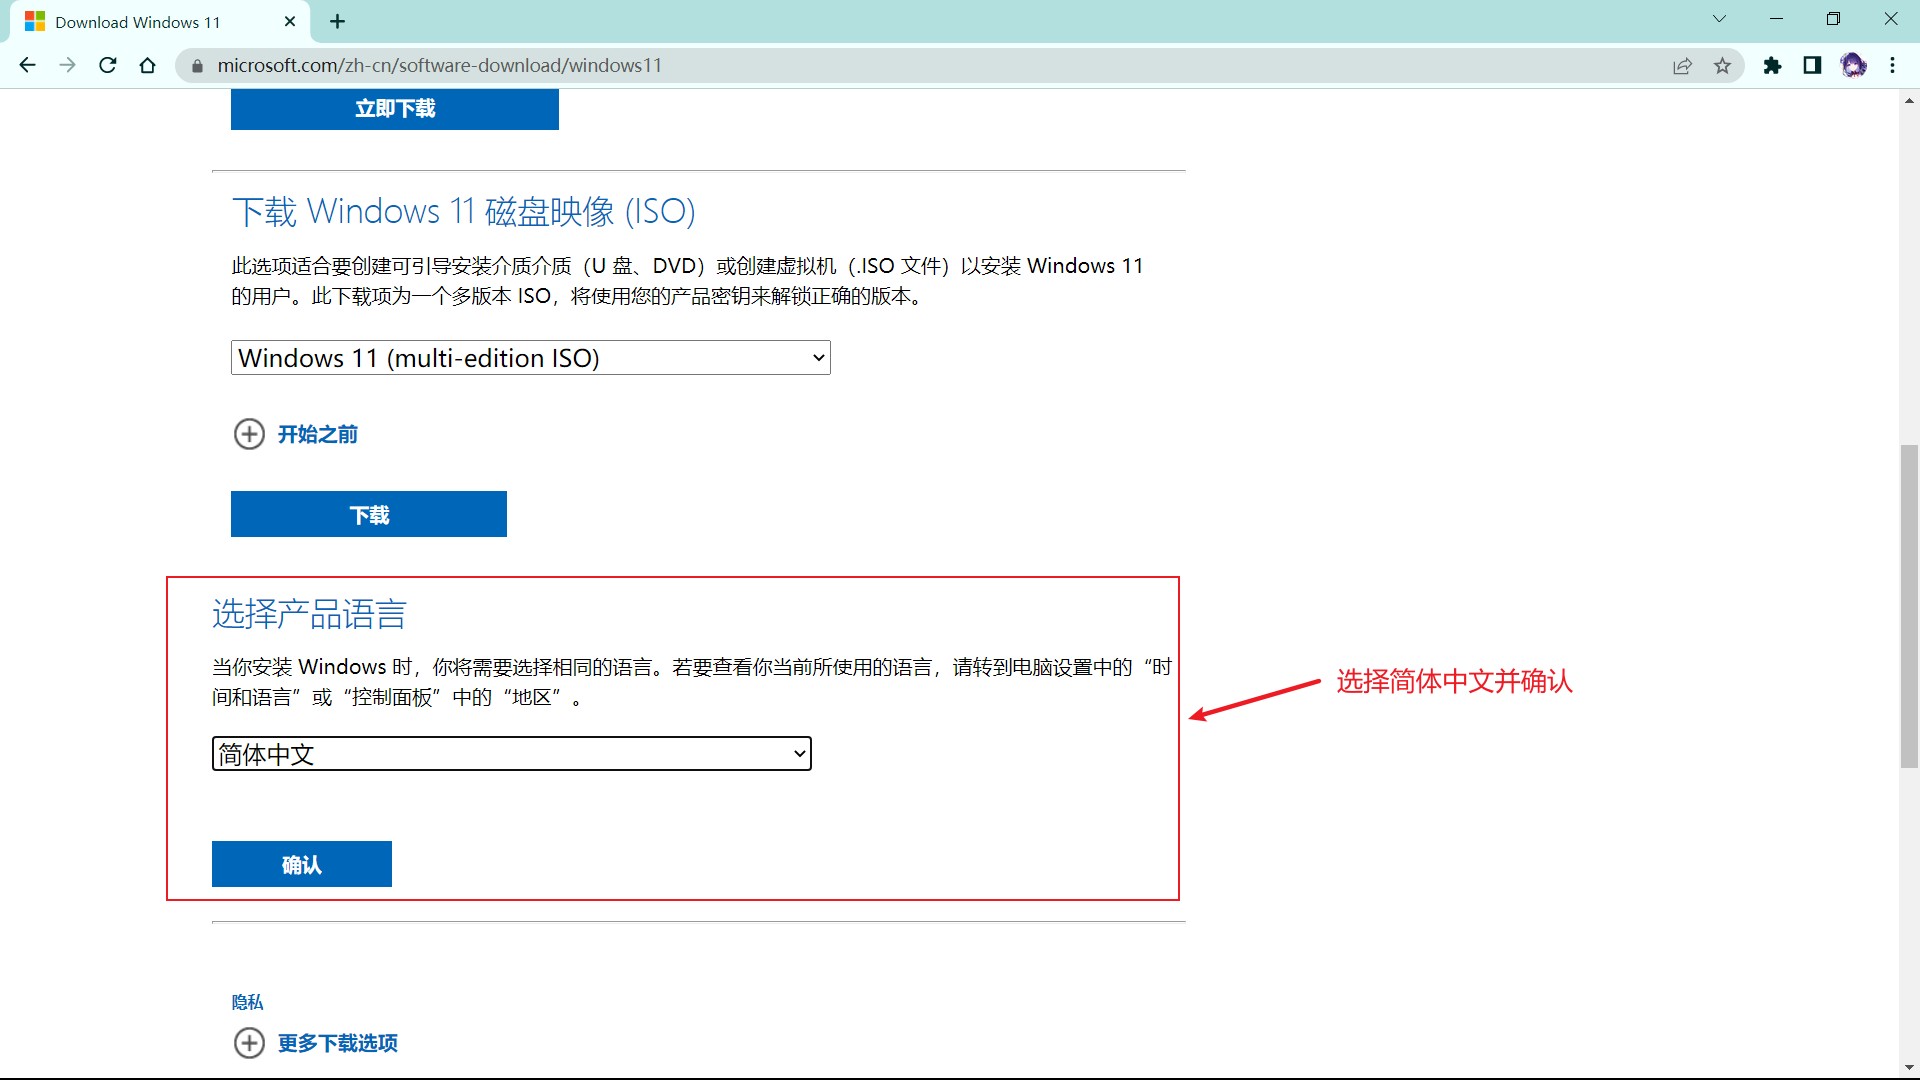 Download Windows 11
microsoft.com/zh-cn/software-download/windows11
立即下载
下载 Windows 11 磁盘映像 (ISO)
此选项适合要创建可引导安装介质介质（U 盘、DVD）或创建虚拟机（.ISO 文件）以安装 Windows 11
的用户。此下载项为一个多版本 ISO，将使用您的产品密钥来解锁正确的版本。
Windows 11 (multi-edition ISO)
开始之前
下载
选择产品语言
当你安装 Windows 时，你将需要选择相同的语言。若要查看你当前所使用的语言，请转到电脑设置中的“时
间和语言”或“控制面板”中的“地区”。
选择简体中文并确认
简体中文
确认
隐私
更多下载选项